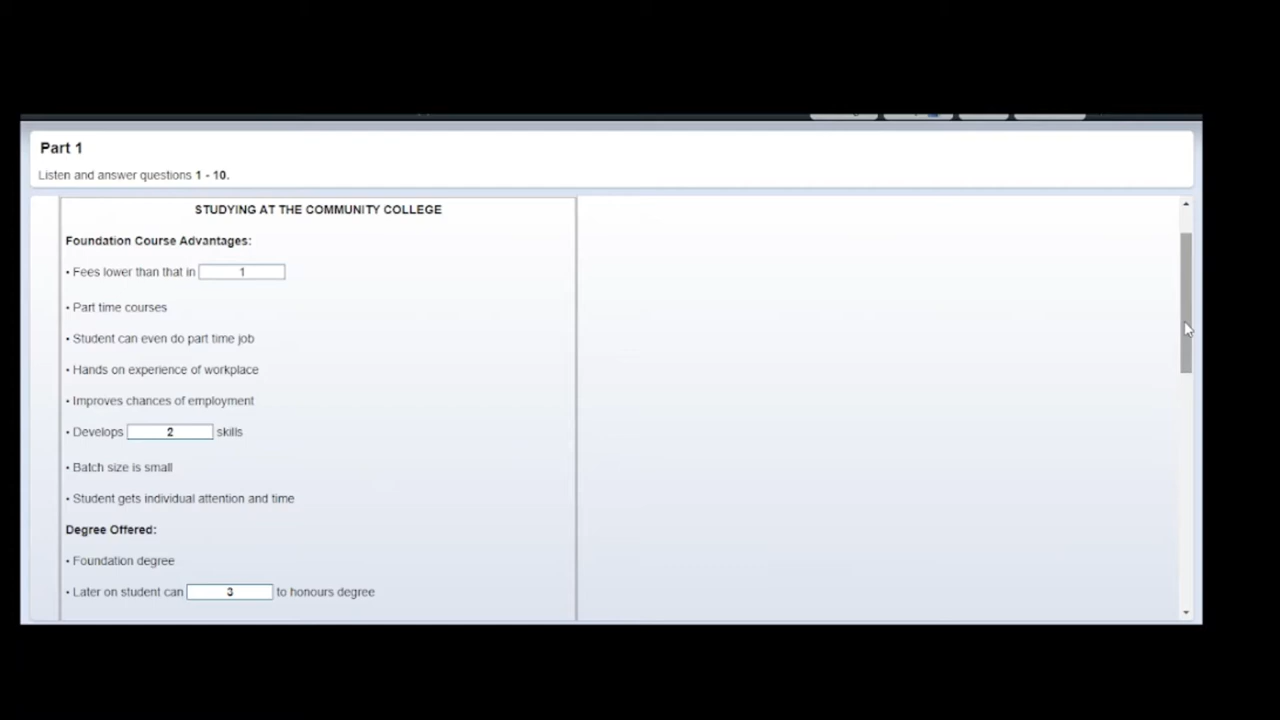 Part 1
Listen and answer questions 1 - 10.
STUDYING AT THE COMMUNITY COLLEGE
Foundation Course Advantages:
• Fees lower than that in 1
• Part time courses
• Student can even do part time job
• Hands on experience of workplace
• Improves chances of employment
• Develops 2 skills
• Batch size is small
• Student gets individual attention and time
Degree Offered:
• Foundation degree
• Later on student can 3 to honours degree